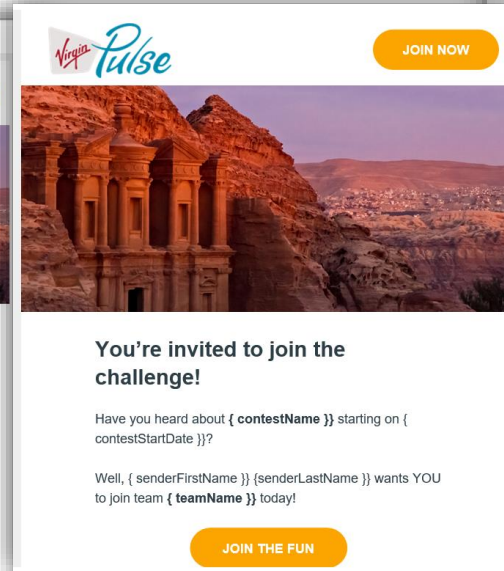 Virgin Pulse
JOIN NOW
You’re invited to join the
challenge!
Have you heard about { contestName }} starting on {
contestStartDate }}?
Well, { senderFirstName }} {senderLastName }} wants YOU
to join team { teamName }} today!
JOIN THE FUN